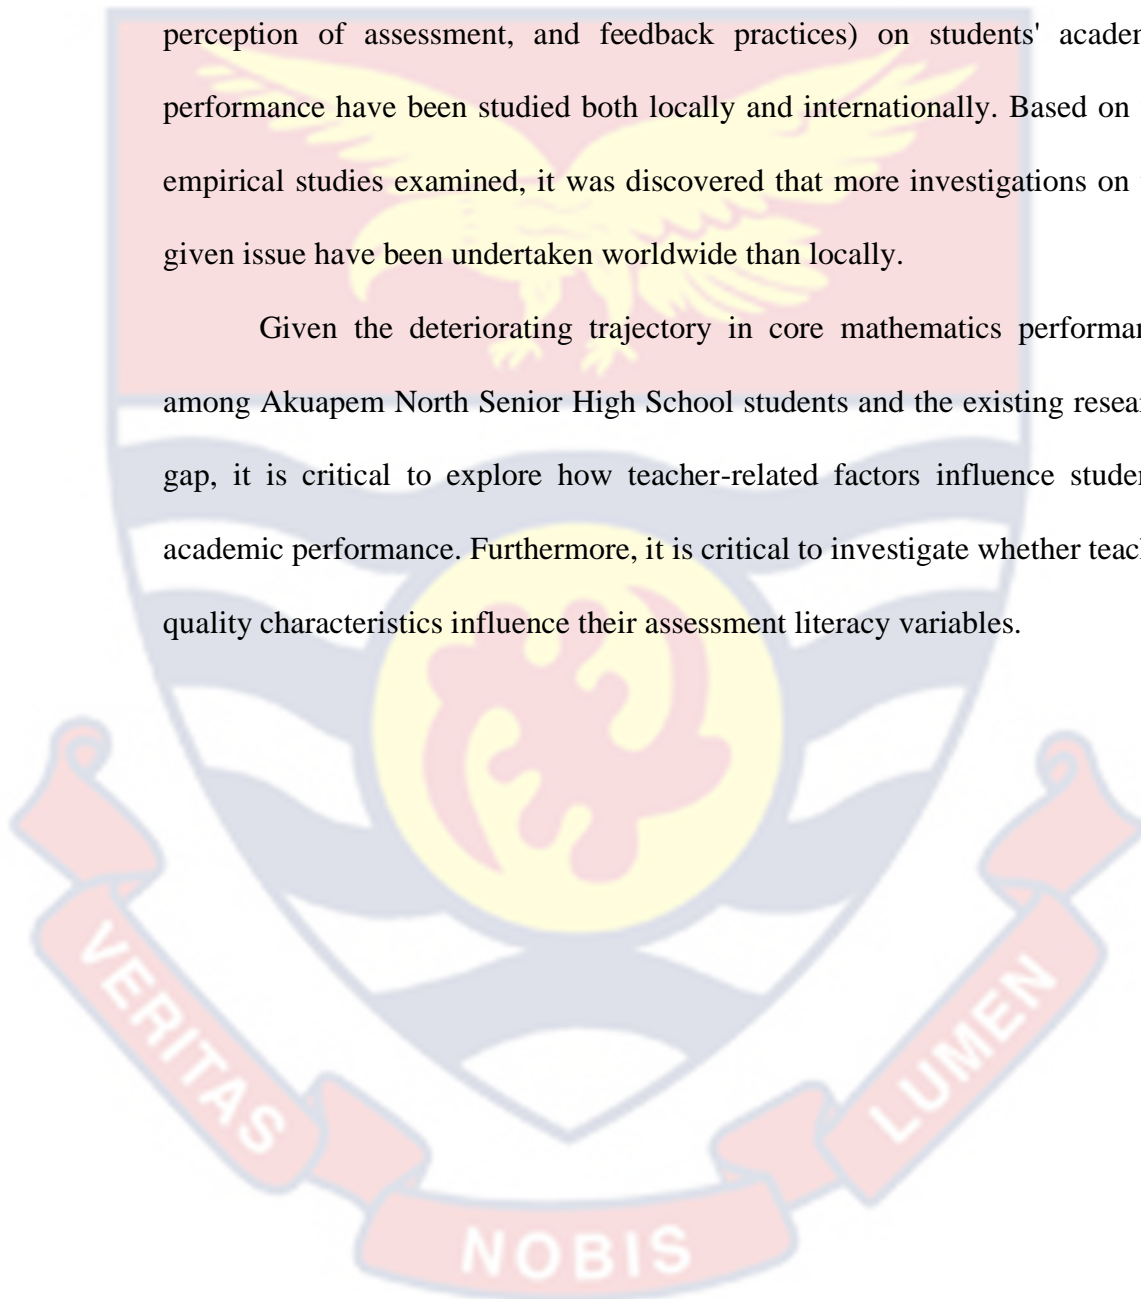 perception of assessment, and feedback practices) on students' academ
performance have been studied both locally and internationally. Based on
empirical studies examined, it was discovered that more investigations on
given issue have been undertaken worldwide than locally.
Given the deteriorating trajectory in core mathematics performan
among Akuapem North Senior High School students and the existing resear
gap, it is critical to explore how teacher-related factors influence studen
academic performance. Furthermore, it is critical to investigate whether teach
quality characteristics influence their assessment literacy variables.
VERITAS
NOBIS
LUMEN